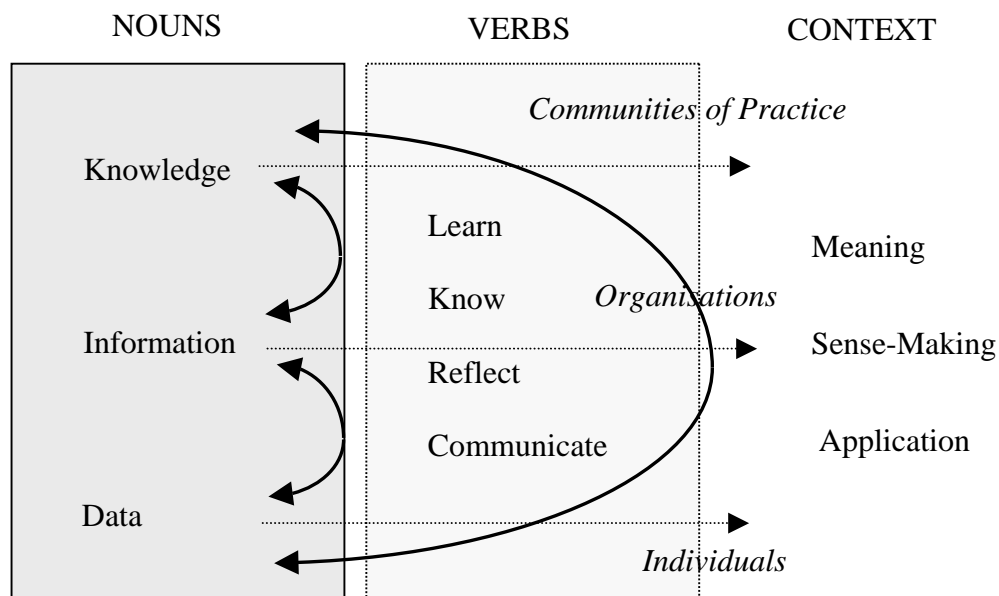 NOUNS VERBS CONTEXT
Communities of Practice
Knowledge
Learn
Meaning
Know
Organisations
Information
Sense-Making
Reflect
Communicate
Application
Data
Individuals